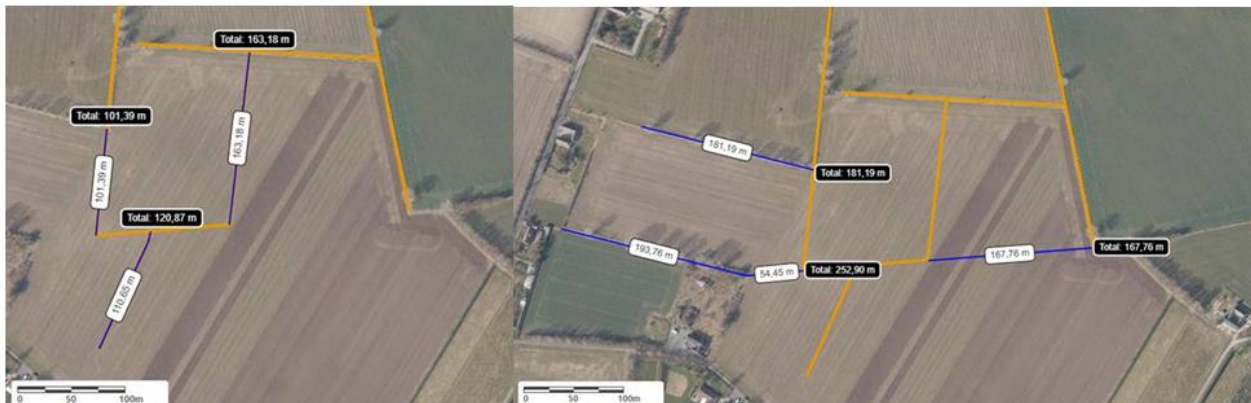 Total: 163,18 m
Total: 101,39 m
163,18 m
101,39 m
Total: 120,87 m
110,65 m
0 50 100m
181,19 m
Total: 181,19 m
193,76 m
54,45 m
Total: 252,90 m
167,76 m
Total: 167,76 m
0 50 100m